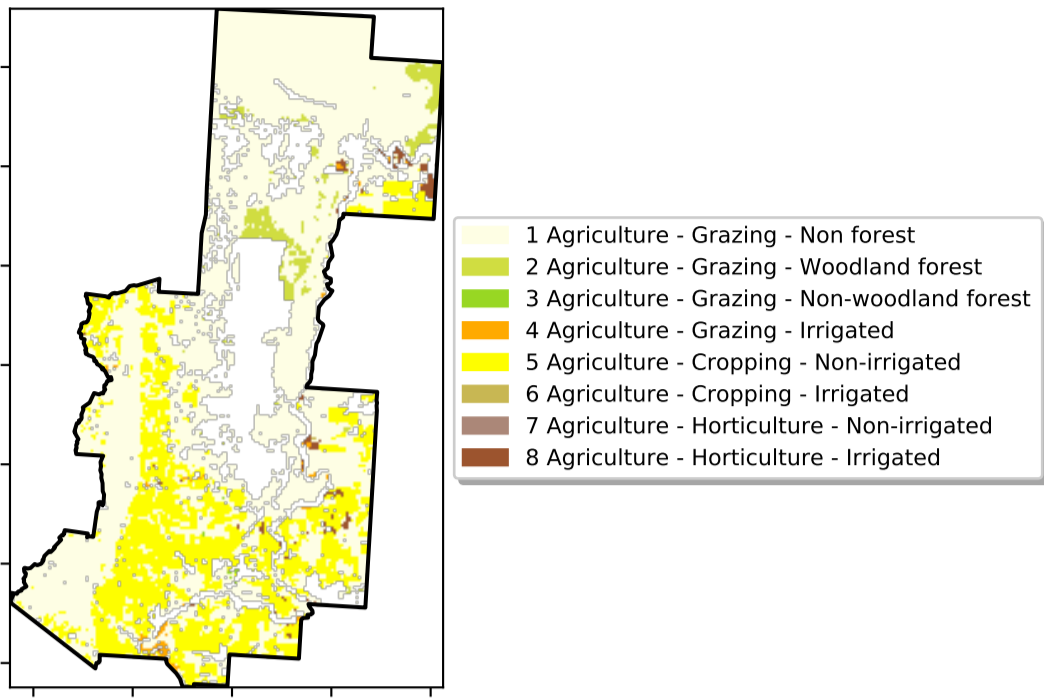 1 Agriculture - Grazing - Non forest
2 Agriculture - Grazing - Woodland forest
3 Agriculture - Grazing - Non-woodland forest
4 Agriculture - Grazing - Irrigated
5 Agriculture - Cropping - Non-irrigated
6 Agriculture - Cropping - Irrigated
7 Agriculture - Horticulture - Non-irrigated
8 Agriculture - Horticulture - Irrigated